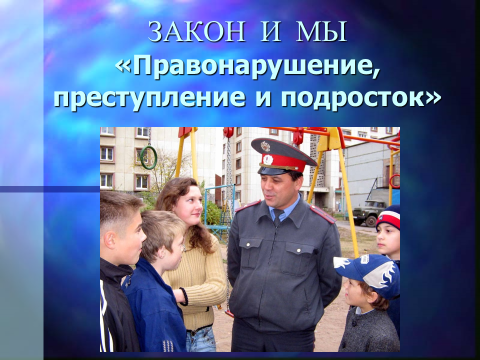 ЗАКОН И МЫ
«Правонарушение,
преступление и подросток»